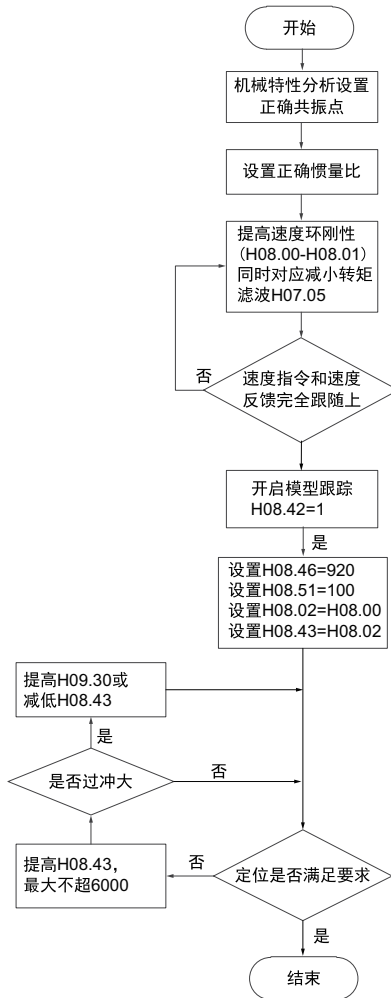 开始
机械特性分析设置
正确共振点
设置正确惯量比
提高速度环刚性
(H08.00-H08.01)
同时对应减小转矩
滤波H07.05
否
速度指令和速度
反馈完全跟随上
开启模型跟踪
H08.42=1
是
设置H08.46=920
设置H08.51=100
设置H08.02=H08.00
设置H08.43=H08.02
提高H09.30或
减低H08.43
是
是否过冲大
否
提高H08.43，
最大不超6000
否
定位是否满足要求
是
结束